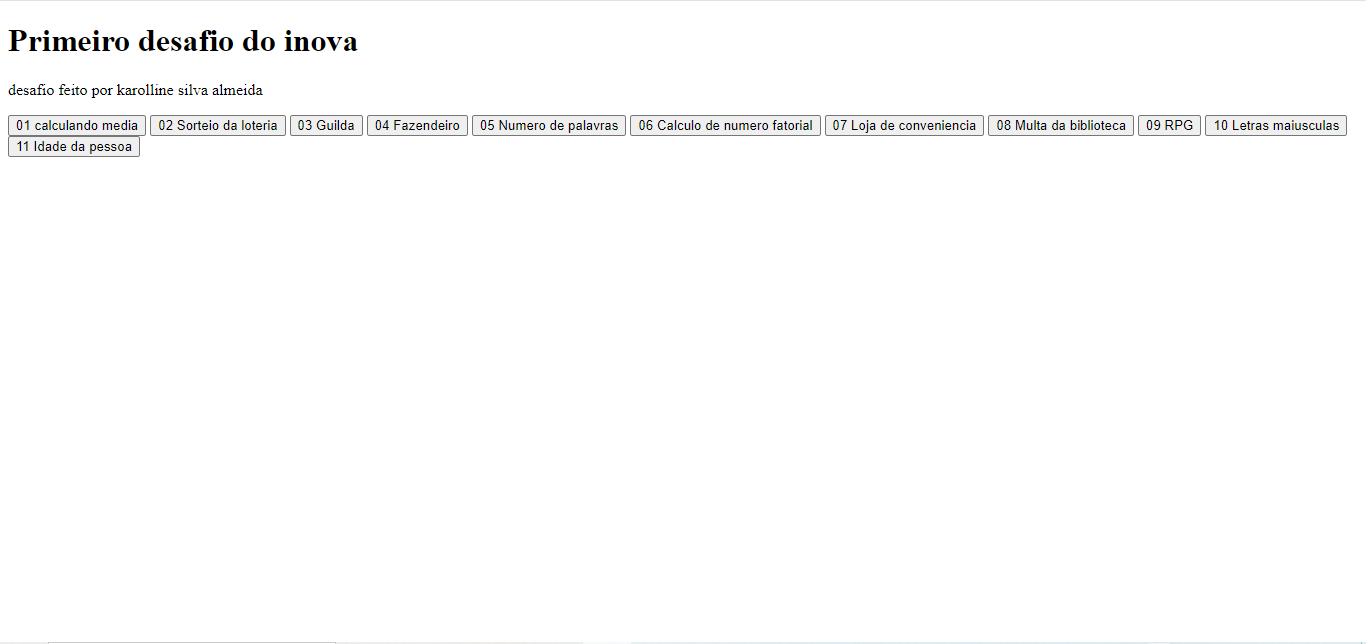 Primeiro desafio do inova
desafio feito por karolline silva almeida
01 calculando media 02 Sorteio da loteria 03 Guilda 04 Fazendeiro 05 Numero de palavras 06 Calculo de numero fatorial 07 Loja de conveniencia 08 Multa da biblioteca 09 RPG 10 Letras maiusculas
11 Idade da pessoa